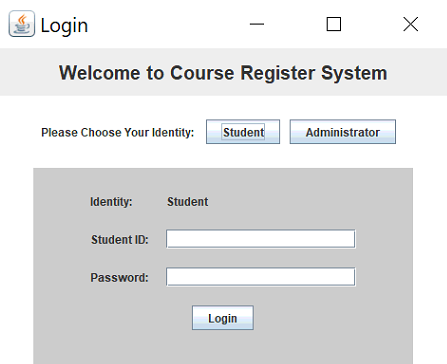 Login
Welcome to Course Register System
Please Choose Your Identity: Student Administrator
Identity: Student
Student ID:
Password:
Login